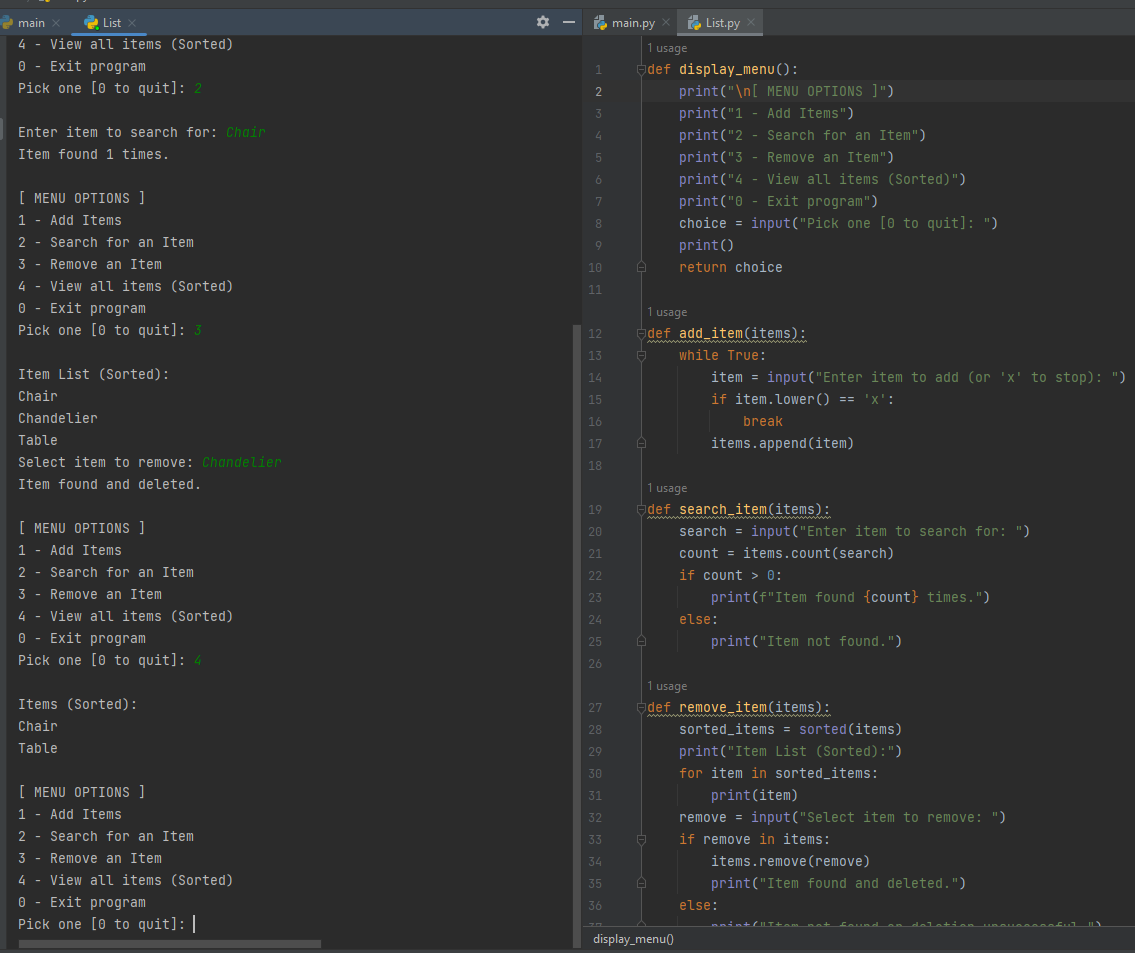 main
List
4 - View all items (Sorted)
0 - Exit program
Pick one [0 to quit]: 2
Enter item to search for: Chair
Item found 1 times.
[ MENU OPTIONS ]
1 - Add Items
2 - Search for an Item
3 - Remove an Item
4 - View all items (Sorted)
0 - Exit program
Pick one [0 to quit]: 3
Item List (Sorted):
Chair
Chandelier
Table
Select item to remove: Chandelier
Item found and deleted.
[ MENU OPTIONS ]
1 - Add Items
2 - Search for an Item
3 - Remove an Item
4 - View all items (Sorted)
0 - Exit program
Pick one [0 to quit]: 4
Items (Sorted):
Chair
Table
[ MENU OPTIONS ]
1 - Add Items
2 - Search for an Item
3 - Remove an Item
4 - View all items (Sorted)
0 - Exit program
Pick one [0 to quit]:
main.py
List.py
1 usage
1 def display_menu():
2     print("\n[ MENU OPTIONS ]")
3     print("1 - Add Items")
4     print("2 - Search for an Item")
5     print("3 - Remove an Item")
6     print("4 - View all items (Sorted)")
7     print("0 - Exit program")
8     choice = input("Pick one [0 to quit]: ")
9     print()
10     return choice
11
1 usage
12 def add_item(items):
13     while True:
14         item = input("Enter item to add (or 'x' to stop): ")
15         if item.lower() == 'x':
16             break
17         items.append(item)
18
1 usage
19 def search_item(items):
20     search = input("Enter item to search for: ")
21     count = items.count(search)
22     if count > 0:
23         print(f"Item found {count} times.")
24     else:
25         print("Item not found.")
26
1 usage
27 def remove_item(items):
28     sorted_items = sorted(items)
29     print("Item List (Sorted):")
30     for item in sorted_items:
31         print(item)
32     remove = input("Select item to remove: ")
33     if remove in items:
34         items.remove(remove)
35         print("Item found and deleted.")
36     else:
display_menu()